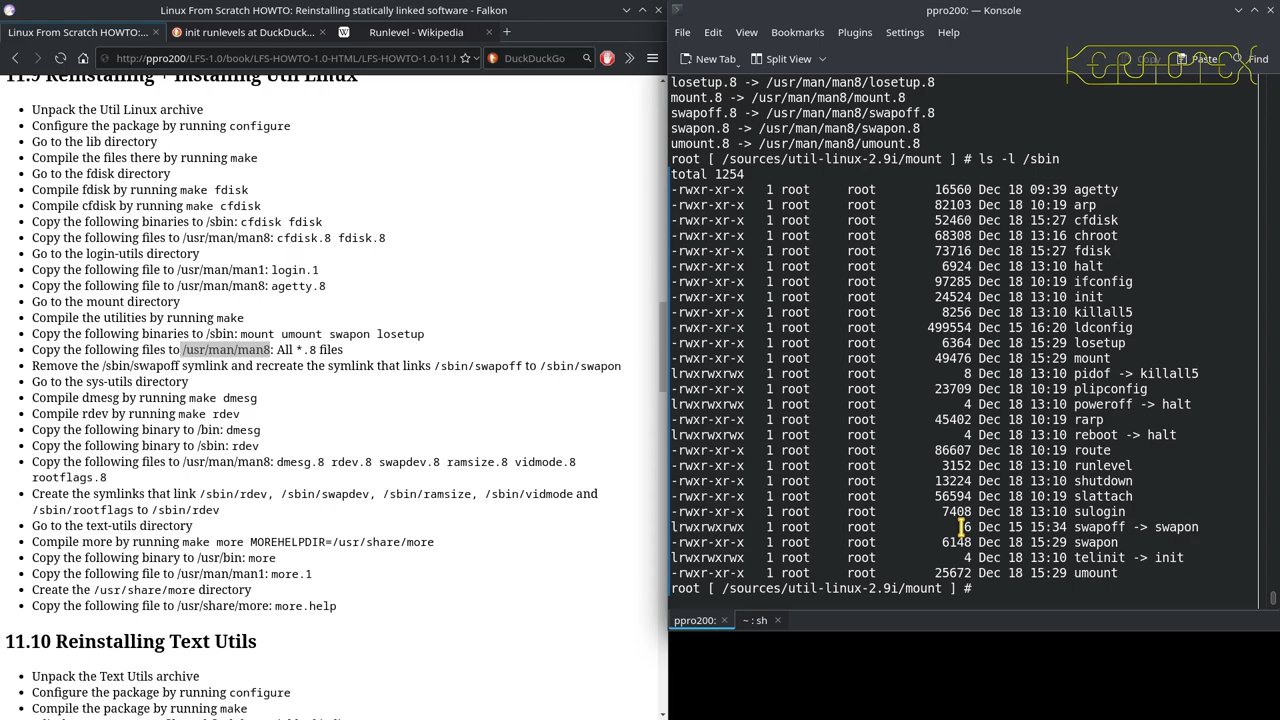 Linux From Scratch HOWTO: Reinstalling statically linked software - Falkon
Linux From Scratch HOWTO:...
init runlevels at DuckDuck...
Runlevel - Wikipedia
http://ppro200/LFS-1.0/book/LFS-HOWTO-1.0-HTML/LFS-HOWTO-1.0-11.
DuckDuckGo
11.9 Reinstalling + Installing Util Linux
Unpack the Util Linux archive
Configure the package by running configure
Go to the lib directory
Compile the files there by running make
Go to the fdisk directory
Compile fdisk by running make fdisk
Compile cfdisk by running make cfdisk
Copy the following binaries to /sbin: cfdisk fdisk
Copy the following files to /usr/man/man8: cfdisk.8 fdisk.8
Go to the login-utils directory
Copy the following file to /usr/man/man1: login.1
Copy the following files to /usr/man/man8: agetty.8
Go to the mount directory
Compile the utilities by running make
Copy the following binaries to /sbin: mount umount swapon losetup
Copy the following files to /usr/man/man8: All *.8 files
Remove the /sbin/swapoff symlink and recreate the symlink that links /sbin/swapoff to /sbin/swapon
Go to the sys-utils directory
Compile dmesg by running make dmesg
Compile rdev by running make rdev
Copy the following binary to /bin: dmesg
Copy the following binary to /sbin: rdev
Copy the following files to /usr/man/man8: dmesg.8 rdev.8 swapdev.8 ramsize.8 vidmode.8
rootflags.8
Create the symlinks that link /sbin/rdev, /sbin/swapdev, /sbin/ramsize, /sbin/vidmode and
/sbin/rootflags to /sbin/rdev
Go to the text-utils directory
Compile more by running make more MOREHELPDIR=/usr/share/more
Copy the following binary to /usr/bin: more
Copy the following file to /usr/man/man1: more.1
Create the /usr/share/more directory
Copy the following file to /usr/share/more: more.help
11.10 Reinstalling Text Utils
Unpack the Text Utils archive
Configure the package by running configure
Compile the package by running make
ppro200: — Konsole
File Edit View Bookmarks Plugins Settings Help
New Tab Split View Copy Paste Find
losetup.8 -> /usr/man/man8/losetup.8
mount.8 -> /usr/man/man8/mount.8
swapoff.8 -> /usr/man/man8/swapoff.8
swapon.8 -> /usr/man/man8/swapon.8
umount.8 -> /usr/man/man8/umount.8
root [ /sources/util-linux-2.9i/mount ] # ls -l /sbin
total 1254
-rwxr-xr-x 1 root root 16560 Dec 18 09:39 agetty
-rwxr-xr-x 1 root root 82103 Dec 18 10:19 arp
-rwxr-xr-x 1 root root 52460 Dec 18 15:27 cfdisk
-rwxr-xr-x 1 root root 68308 Dec 18 13:16 chroot
-rwxr-xr-x 1 root root 73716 Dec 18 15:27 fdisk
-rwxr-xr-x 1 root root 6924 Dec 18 13:10 halt
-rwxr-xr-x 1 root root 97285 Dec 18 10:19 ifconfig
-rwxr-xr-x 1 root root 24524 Dec 18 13:10 init
-rwxr-xr-x 1 root root 8256 Dec 18 13:10 killall5
-rwxr-xr-x 1 root root 499554 Dec 15 16:20 ldconfig
-rwxr-xr-x 1 root root 6364 Dec 18 15:29 losetup
-rwxr-xr-x 1 root root 49476 Dec 18 15:29 mount
lrwxrwxrwx 1 root root 8 Dec 18 13:10 pidof -> killall5
-rwxr-xr-x 1 root root 23709 Dec 18 10:19 plipconfig
lrwxrwxrwx 1 root root 4 Dec 18 13:10 poweroff -> halt
-rwxr-xr-x 1 root root 45402 Dec 18 10:19 rarp
lrwxrwxrwx 1 root root 4 Dec 18 13:10 reboot -> halt
-rwxr-xr-x 1 root root 86607 Dec 18 10:19 route
-rwxr-xr-x 1 root root 3152 Dec 18 13:10 runlevel
-rwxr-xr-x 1 root root 13224 Dec 18 13:10 shutdown
-rwxr-xr-x 1 root root 56594 Dec 18 10:19 slattach
-rwxr-xr-x 1 root root 7408 Dec 18 13:10 sulogin
lrwxrwxrwx 1 root root 6 Dec 15 15:34 swapoff -> swapon
-rwxr-xr-x 1 root root 6148 Dec 18 15:29 swapon
lrwxrwxrwx 1 root root 4 Dec 18 13:10 telinit -> init
-rwxr-xr-x 1 root root 25672 Dec 18 15:29 umount
root [ /sources/util-linux-2.9i/mount ] #
ppro200:
~ : sh